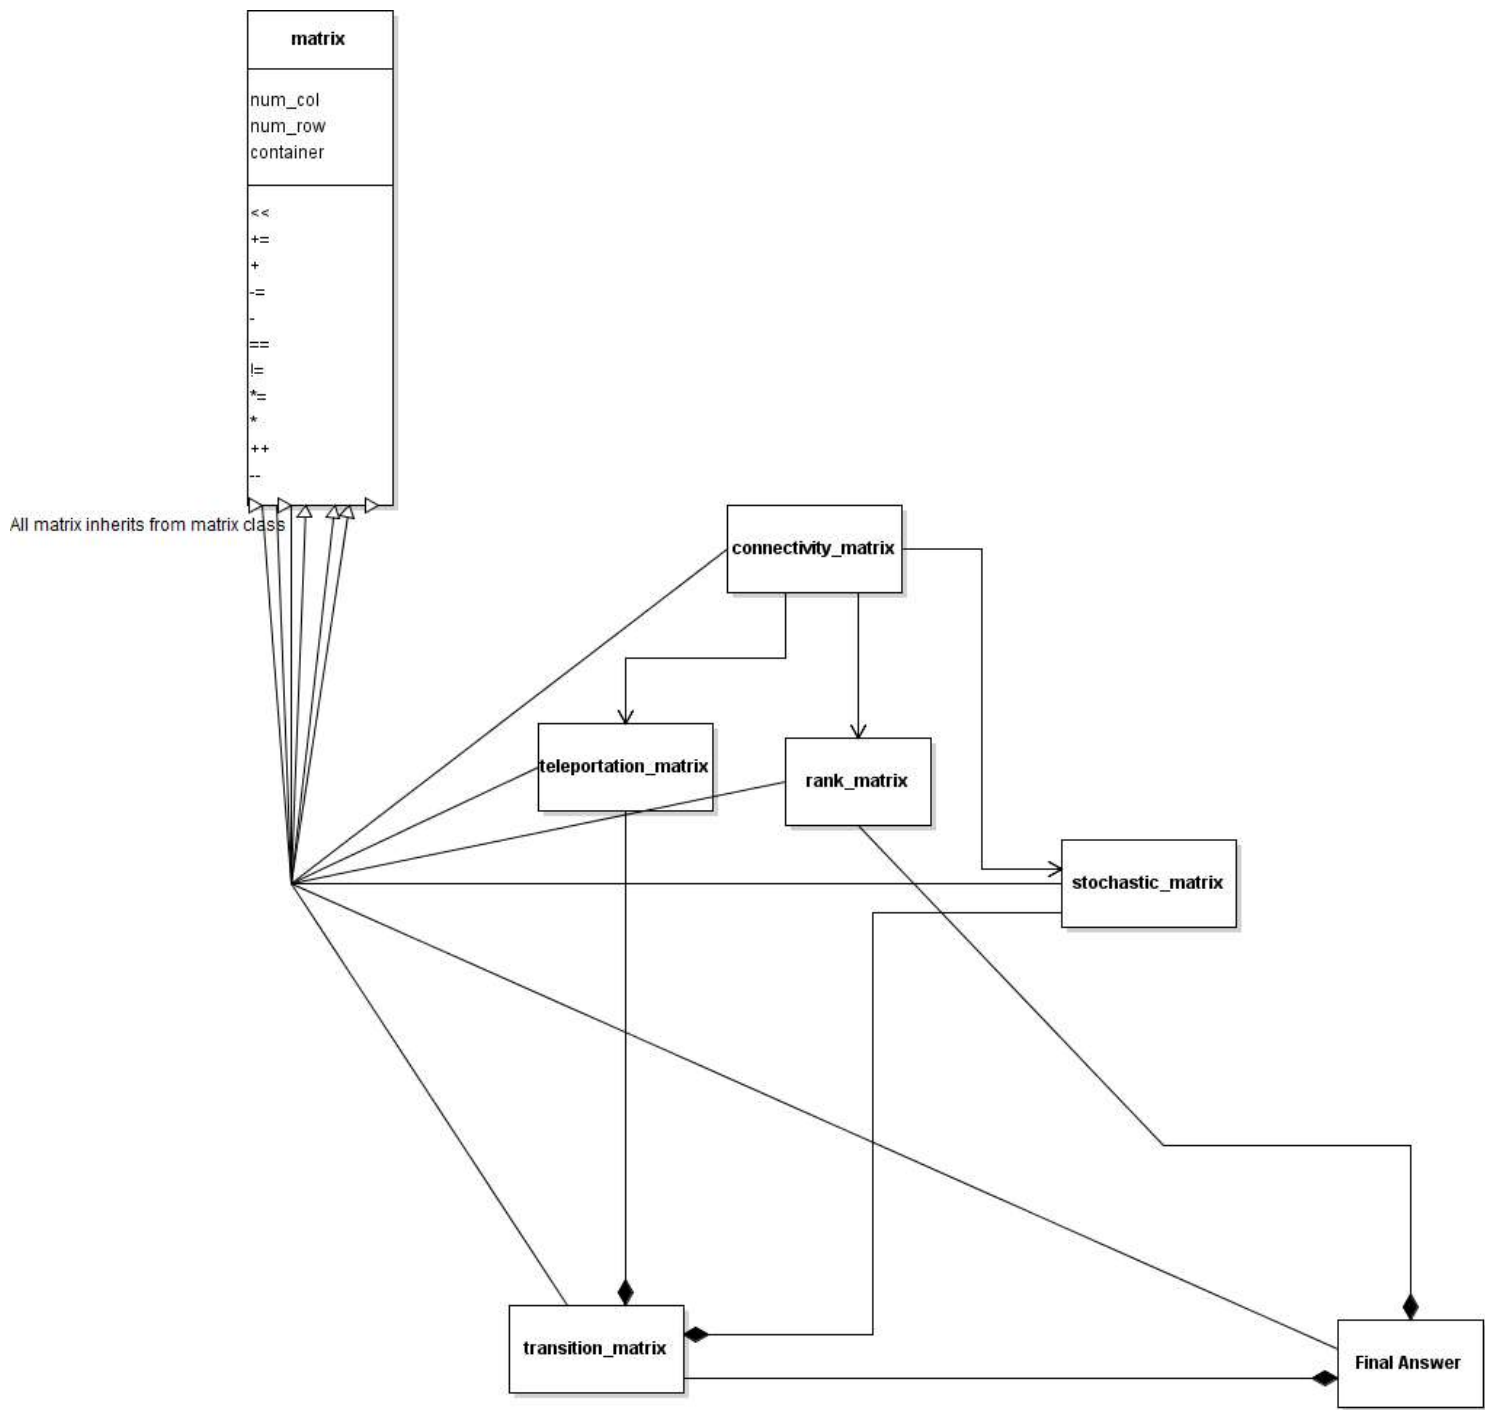 matrix
num_col
num_row
container
<<
+=
+
-=
-
==
!=
*=
*
++
--
All matrix inherits from matrix class
connectivity_matrix
teleportation_matrix
rank_matrix
stochastic_matrix
transition_matrix
Final Answer